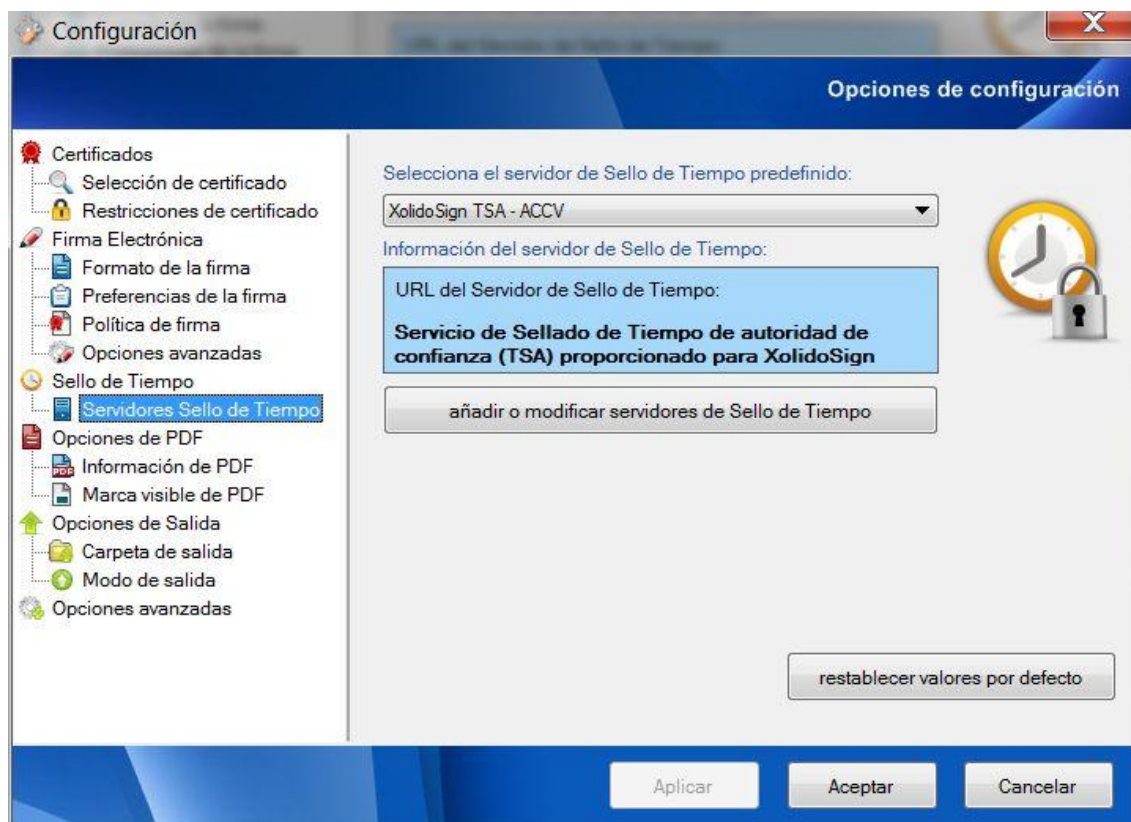 Configuración
Opciones de configuración
Certificados
Selección de certificado
Restricciones de certificado
Firma Electrónica
Formato de la firma
Preferencias de la firma
Política de firma
Opciones avanzadas
Sello de Tiempo
Servidores Sello de Tiempo
Opciones de PDF
Información de PDF
Marca visible de PDF
Opciones de Salida
Carpeta de salida
Modo de salida
Opciones avanzadas
Selecciona el servidor de Sello de Tiempo predefinido:
XolidoSign TSA - ACCV
Información del servidor de Sello de Tiempo:
URL del Servidor de Sello de Tiempo:
Servicio de Sellado de Tiempo de autoridad de
confianza (TSA) proporcionado para XolidoSign
añadir o modificar servidores de Sello de Tiempo
restablecer valores por defecto
Aplicar
Aceptar
Cancelar